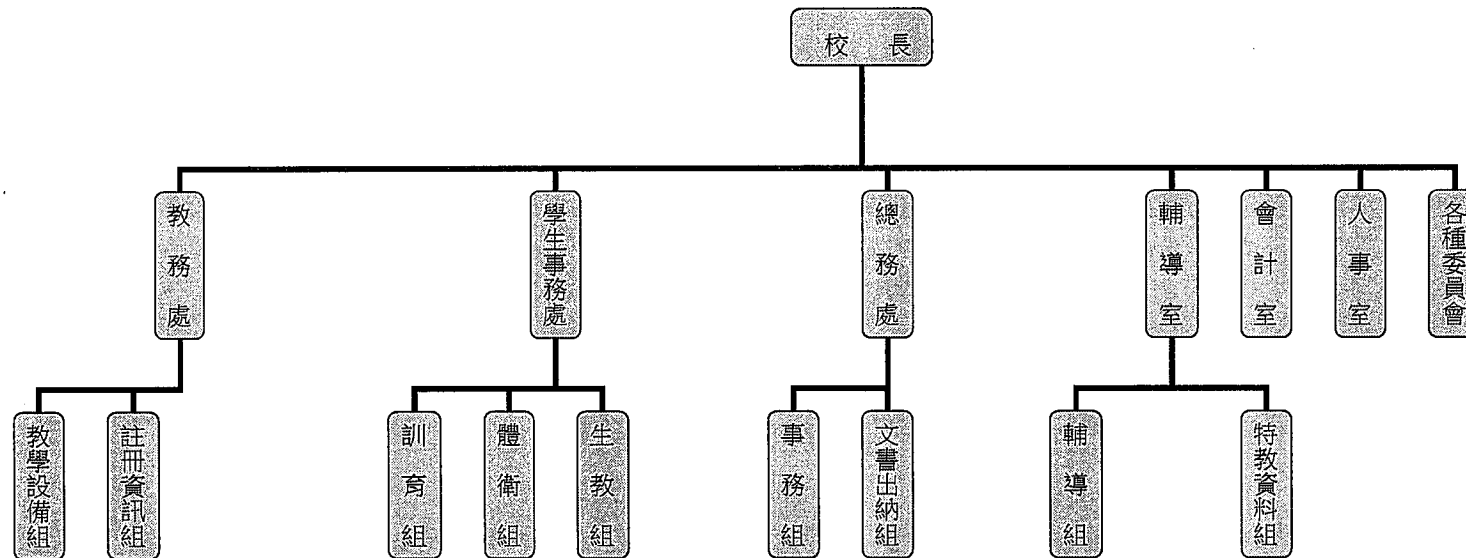 校長
教務處
學生事務處
總務處
輔導室
會計室
人事室
各種委員會
教學設備組
註冊資訊組
訓育組
體衛組
生教組
事務組
文書出納組
輔導組
特教資料組